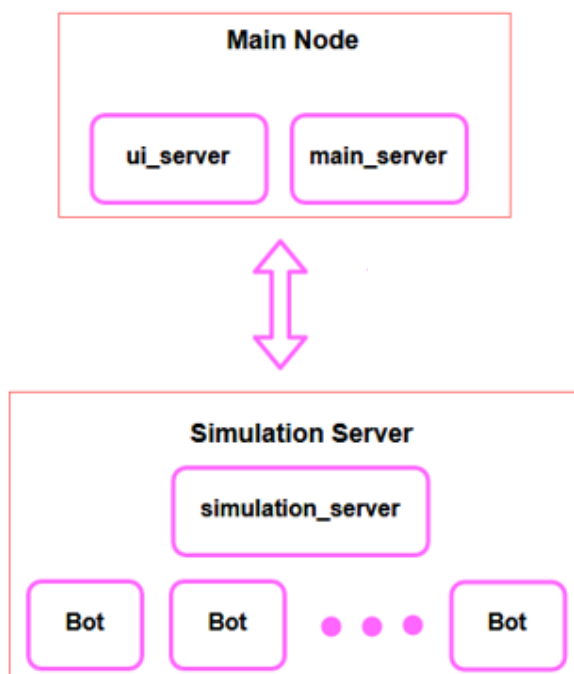 Main Node
ui_server main_server
Simulation Server
simulation_server
Bot Bot Bot